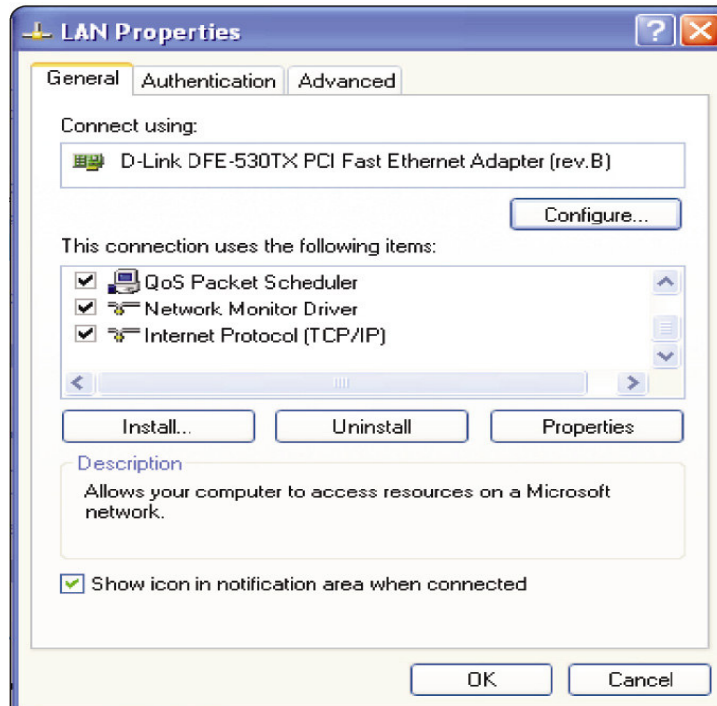 LAN Properties
General Authentication Advanced
Connect using:
D-Link DFE-530TX PCI Fast Ethernet Adapter (rev.B)
Configure...
This connection uses the following items:
QoS Packet Scheduler
Network Monitor Driver
Internet Protocol (TCP/IP)
Install... Uninstall Properties
Description
Allows your computer to access resources on a Microsoft
network.
Show icon in notification area when connected
OK Cancel